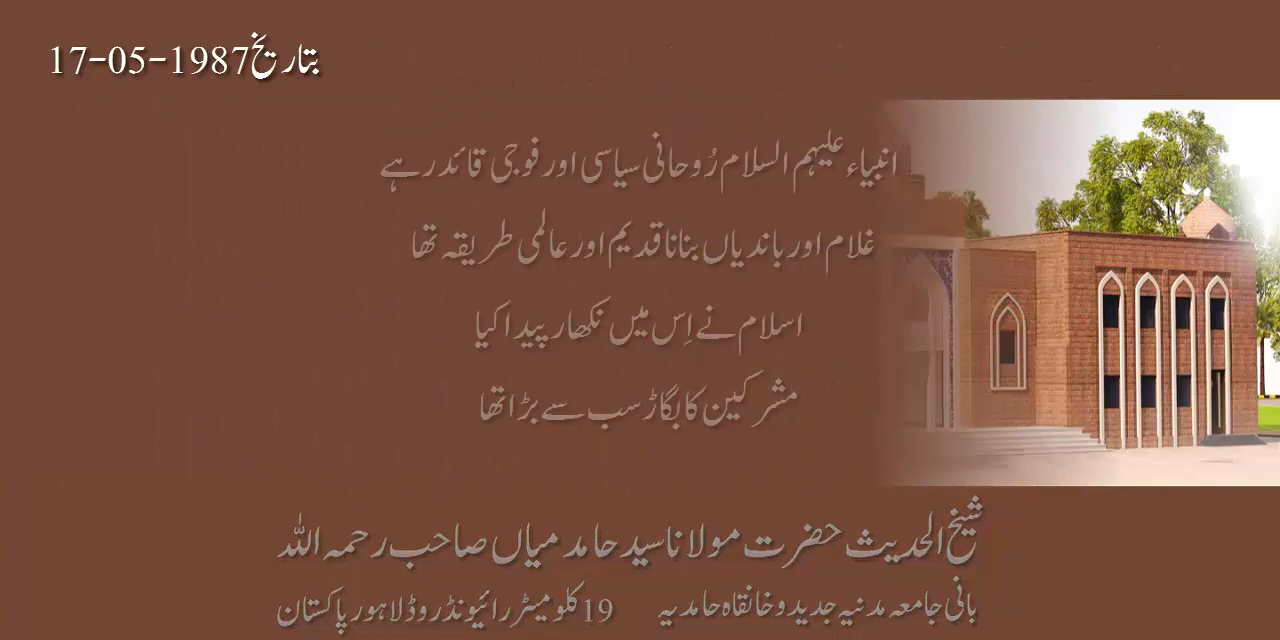 بتاریخ 17-05-1987
انبیاء علیہم السلام رُوحانی سیاسی اور فوجی قائد رہے
غلام اور باندیاں بنانا قدیم اور عالمی طریقہ تھا
اسلام نے اِس میں نکھار پیدا کیا
مشرکین کا بگاڑ سب سے بڑا تھا
شیخ الحدیث حضرت مولانا سید حامد میاں صاحب رحمہ اللہ
بانی جامعہ مدنیہ جدید و خانقاہ حامدیہ 19 کلومیٹر رائیونڈ روڈ لاہور پاکستان